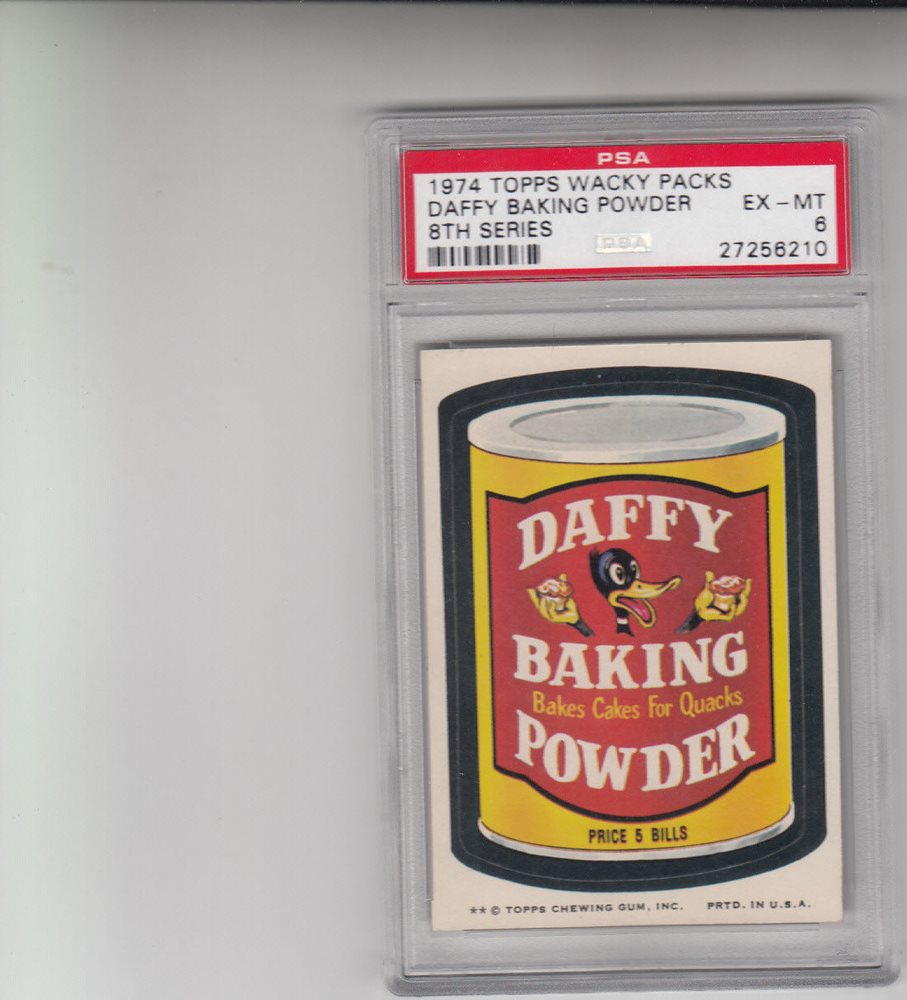 PSA
1974 TOPPS WACKY PACKS
DAFFY BAKING POWDER EX - MT
8TH SERIES 6
PSA 27256210
DAFFY
BAKING
Bakes Cakes For Quacks
POWDER
PRICE 5 BILLS
** © TOPPS CHEWING GUM, INC. PRTD. IN U.S.A.